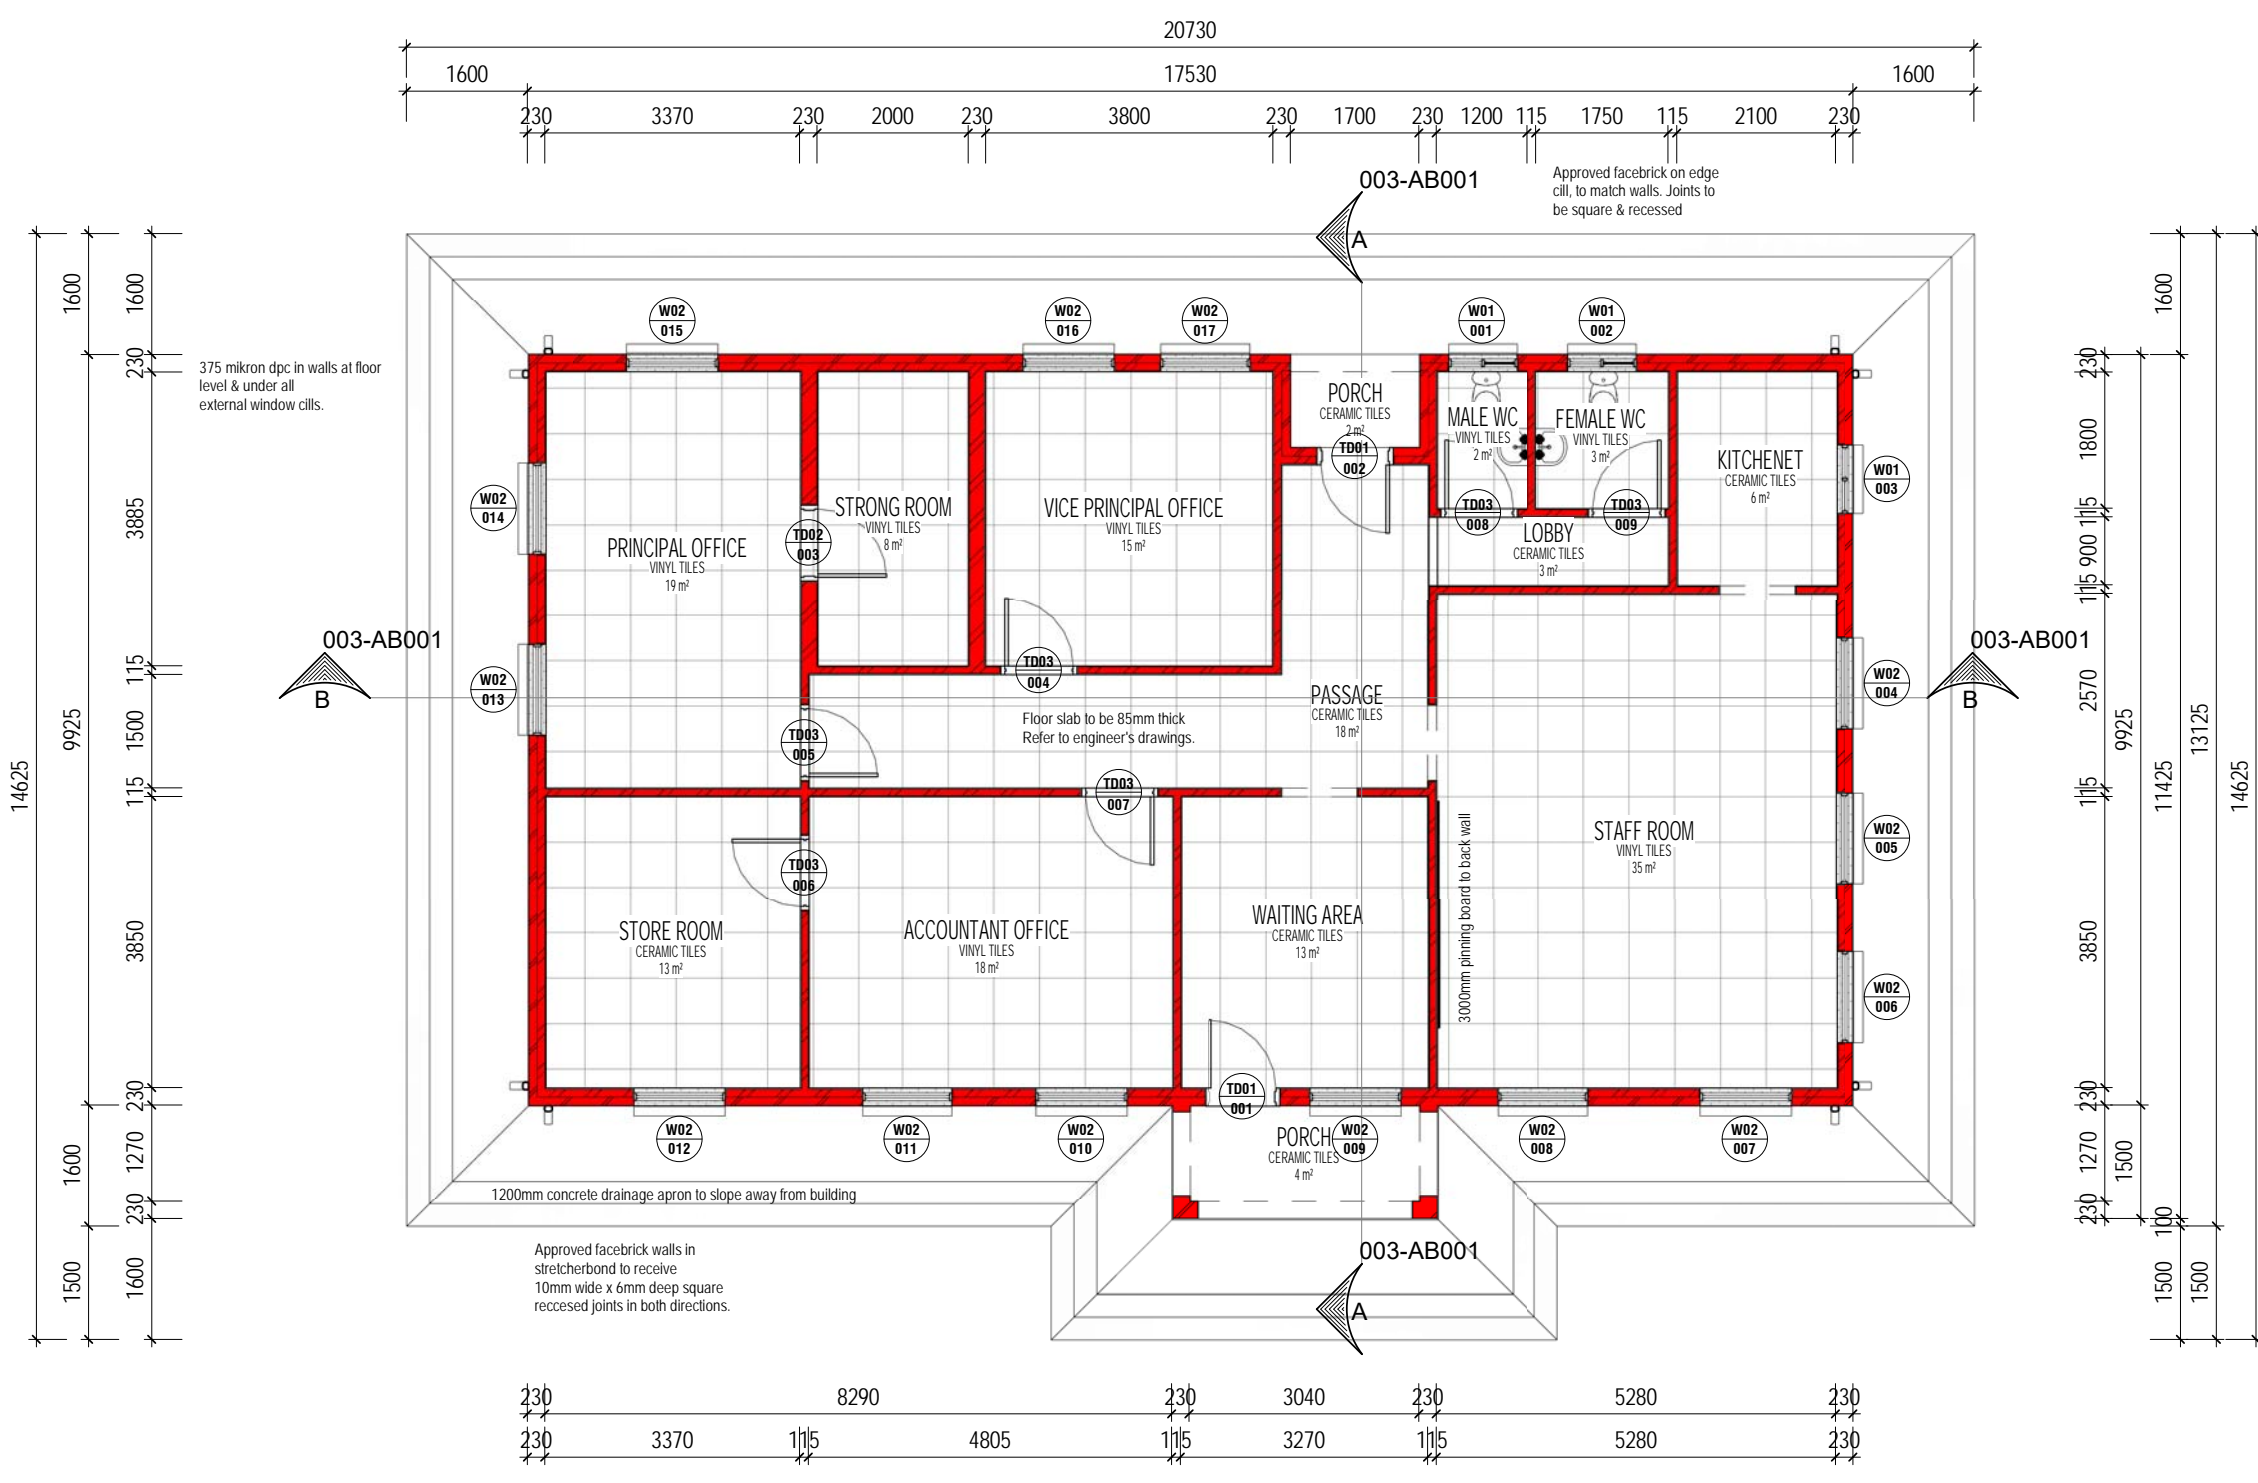 20730
1600 17530 1600
230 3370 230 2000 230 3800 230 1700 230 1200 115 1750 115 2100 230
003-AB001
A
Approved facebrick on edge
cill, to match walls. Joints to
be square & recessed
375 mikron dpc in walls at floor
level & under all
external window cills.
W02
015
W02
016
W02
017
W01
001
W01
002
PORCH
CERAMIC TILES
2 m²
TD01
002
MALE WC
VINYL TILES
2 m²
FEMALE WC
VINYL TILES
3 m²
KITCHENET
CERAMIC TILES
6 m²
W01
003
W02
014
PRINCIPAL OFFICE
VINYL TILES
19 m²
TD02
003
STRONG ROOM
VINYL TILES
8 m²
VICE PRINCIPAL OFFICE
VINYL TILES
15 m²
TD03
008
TD03
009
LOBBY
CERAMIC TILES
3 m²
003-AB001
B
W02
013
TD03
004
PASSAGE
CERAMIC TILES
18 m²
W02
004
003-AB001
B
TD03
005
Floor slab to be 85mm thick
Refer to engineer's drawings.
TD03
007
3000mm pinning board to back wall
STAFF ROOM
VINYL TILES
35 m²
W02
005
TD03
006
STORE ROOM
CERAMIC TILES
13 m²
ACCOUNTANT OFFICE
VINYL TILES
18 m²
WAITING AREA
CERAMIC TILES
13 m²
W02
006
TD01
001
W02
012
W02
011
W02
010
PORCH
CERAMIC TILES
4 m²
W02
009
W02
008
W02
007
1200mm concrete drainage apron to slope away from building
Approved facebrick walls in
stretcherbond to receive
10mm wide x 6mm deep square
reccesed joints in both directions.
003-AB001
A
14625
1600 9925 1600 1500
1600 230 3885 115 1500 115 3850 230 1270 230 1600
230 1800 115 900 115 2570 115 3850 230 1270 230
9925 1500
1600 11425 100 1500
13125 1500
14625
230 8290 230 3040 230 5280 230
230 3370 115 4805 115 3270 115 5280 230